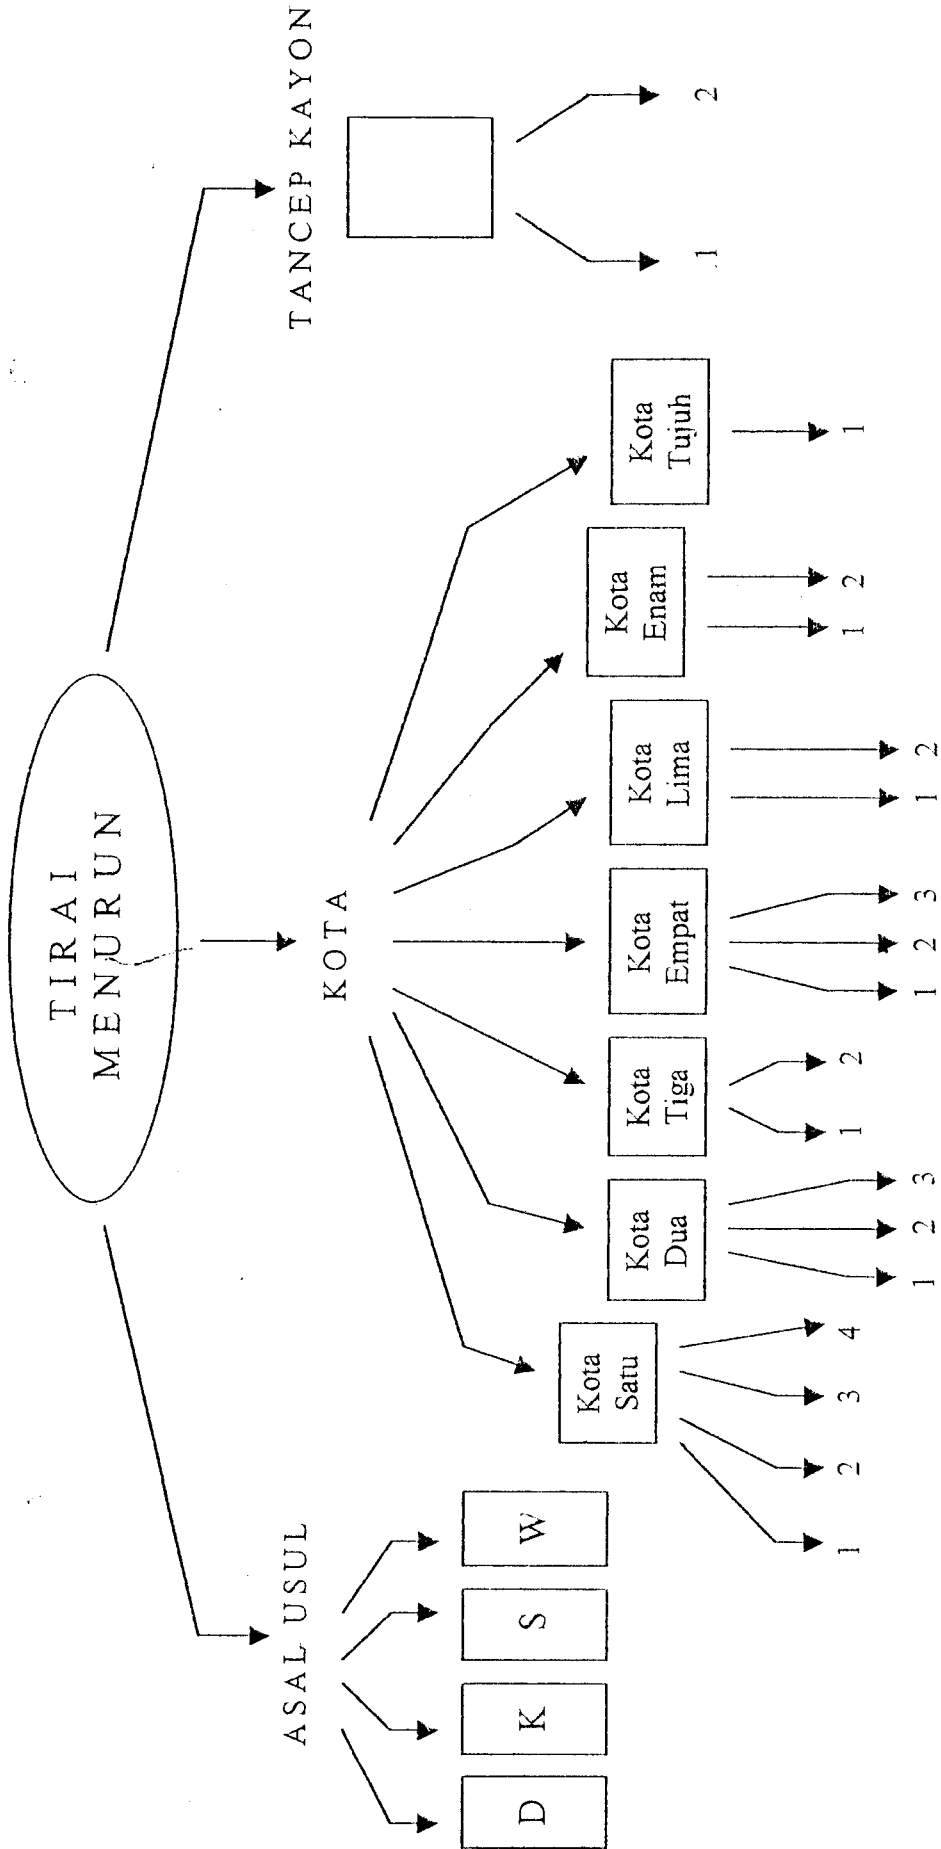 TIRAI
MENURUN
ASAL USUL
KOTA
TANCEP KAYON
D
K
S
W
Kota
Satu
Kota
Dua
Kota
Tiga
Kota
Empat
Kota
Lima
Kota
Enam
Kota
Tujuh
1 2 3 4
1 2 3
1 2
1 2 3
1 2
1 2
1
1 2